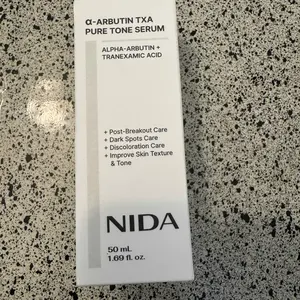 α-ARBUTIN TXA
PURE TONE SERUM
ALPHA-ARBUTIN +
TRANEXAMIC ACID
+ Post-Breakout Care
+ Dark Spots Care
+ Discoloration Care
+ Improve Skin Texture
& Tone
NIDA
50 mL
1.69 fl. oz.